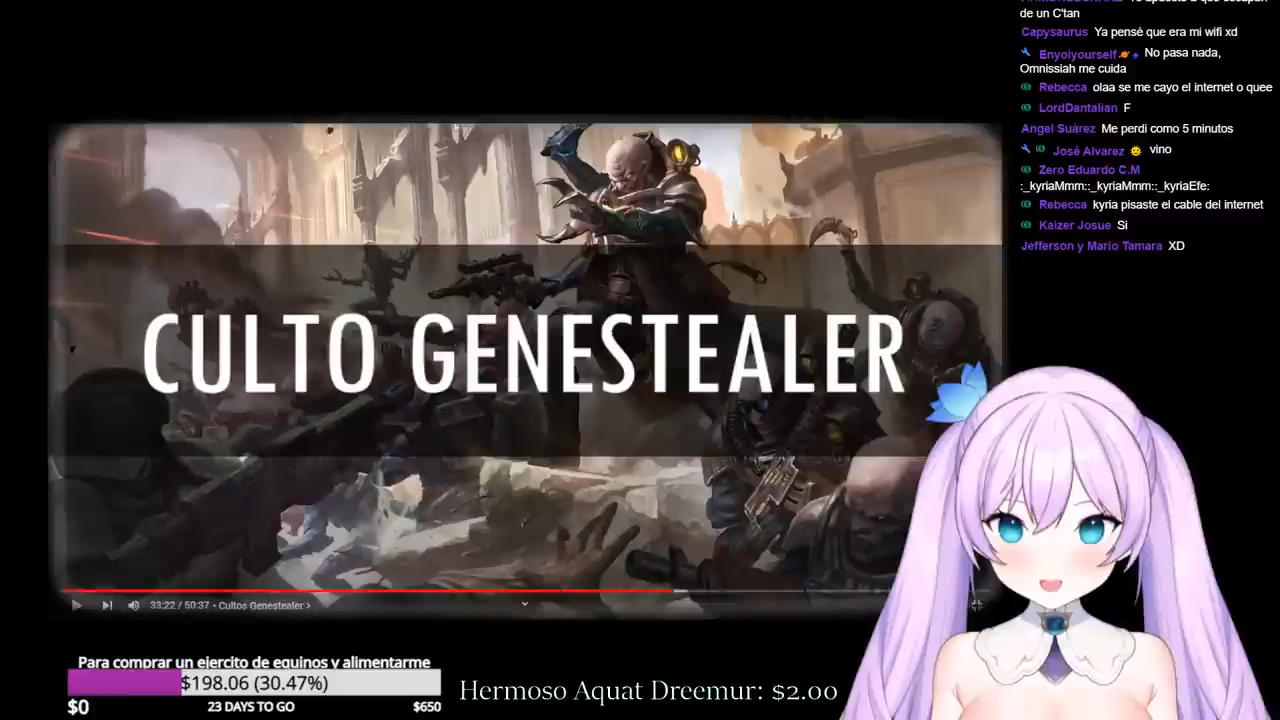 de un C'tan
Capysaurus Ya pensé que era mi wifi xd
Enyoiyourself No pasa nada,
Omnissiah me cuida
Rebecca olaa se me cayo el internet o quee
LordDantalian F
Angel Suàrez Me perdi como 5 minutos
José Alvarez vino
Zero Eduardo C.M
:_kyriaMmm::_kyriaMmm::_kyriaEfe:
Rebecca kyria pisaste el cable del internet
Kaizer Josue Si
Jefferson y Mario Tamara XD
CULTO GENESTEALER
33:22 / 50:37 • Cultos Genestealer ›
Para comprar un ejercito de equinos y alimentarme
$198.06 (30.47%)
$0 23 DAYS TO GO $650
Hermoso Aquat Dreemur: $2.00